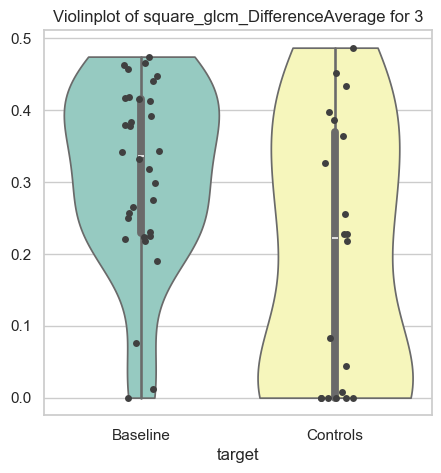 Violinplot of square_glcm_DifferenceAverage for 3
0.5
0.4
0.3
0.2
0.1
0.0
Baseline
Controls
target